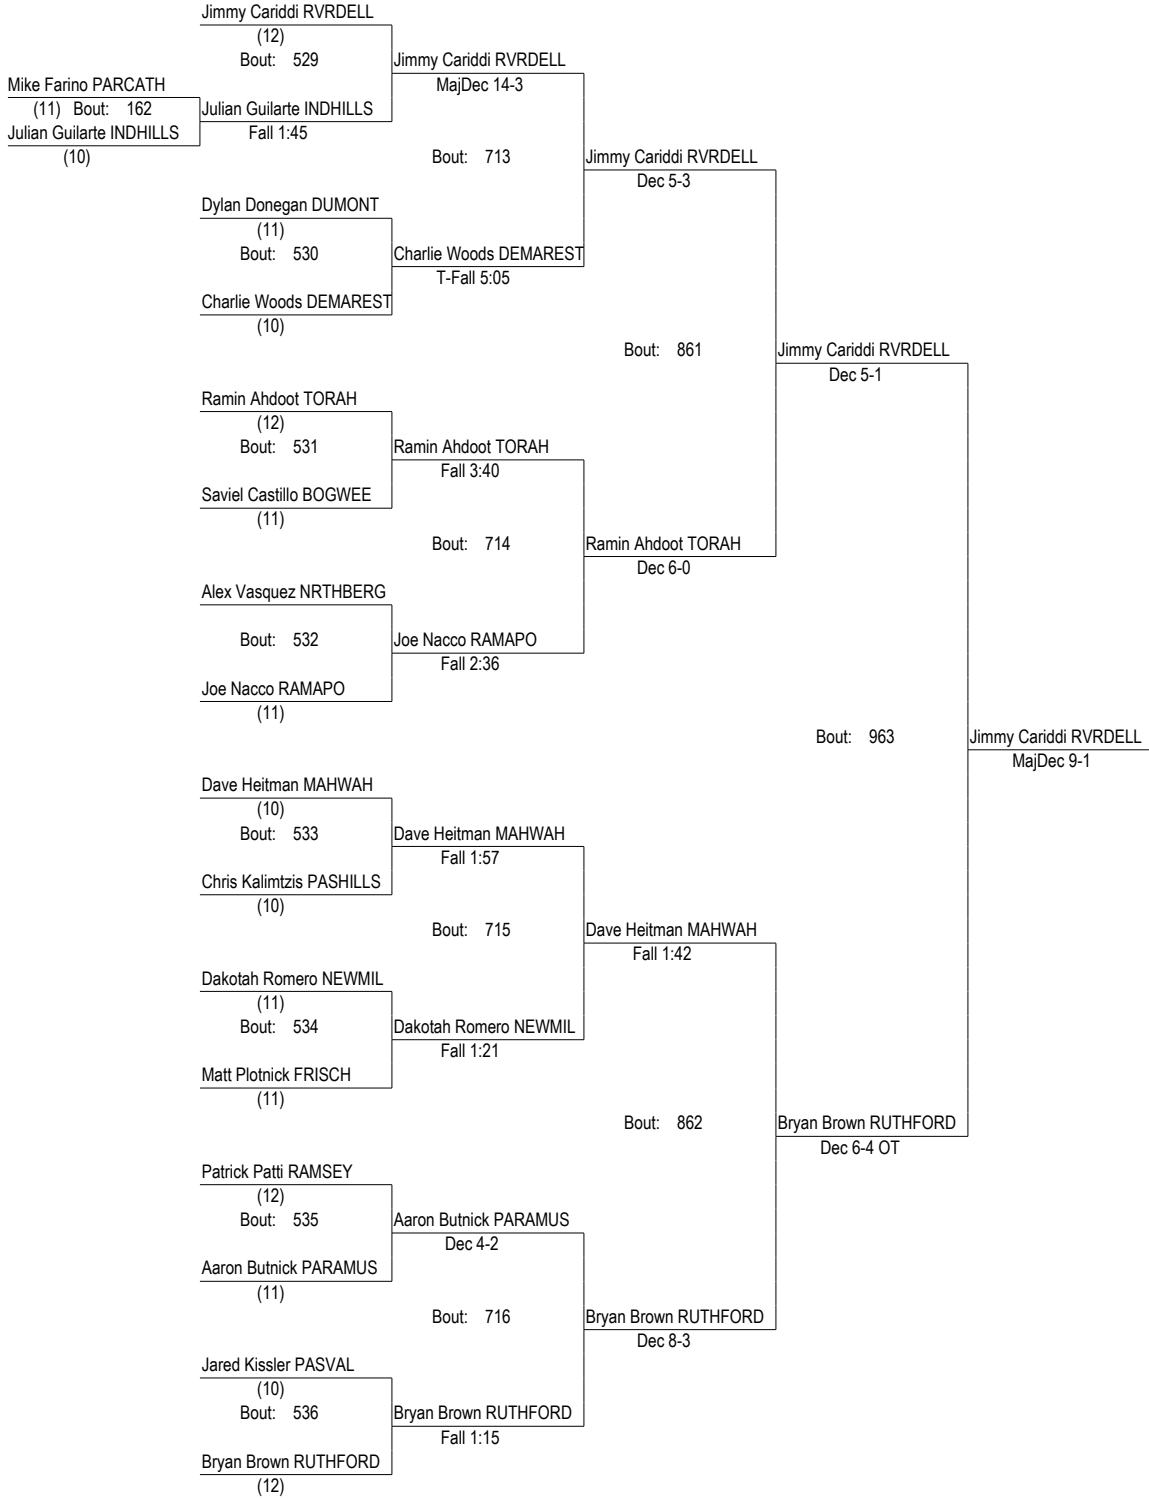 Jimmy Cariddi RVRDELL
(12)
Bout: 529
Jimmy Cariddi RVRDELL
MajDec 14-3
Mike Farino PARCATH
(11) Bout: 162
Julian Guilarte INDHILLS
Fall 1:45
Julian Guilarte INDHILLS
(10)
Bout: 713
Jimmy Cariddi RVRDELL
Dec 5-3
Dylan Donegan DUMONT
(11)
Bout: 530
Charlie Woods DEMAREST
T-Fall 5:05
Charlie Woods DEMAREST
(10)
Bout: 861
Jimmy Cariddi RVRDELL
Dec 5-1
Ramin Ahdoot TORAH
(12)
Bout: 531
Ramin Ahdoot TORAH
Fall 3:40
Saviel Castillo BOGWEE
(11)
Bout: 714
Ramin Ahdoot TORAH
Dec 6-0
Alex Vasquez NRTHBERG
Bout: 532
Joe Nacco RAMAPO
Fall 2:36
Joe Nacco RAMAPO
(11)
Bout: 963
Jimmy Cariddi RVRDELL
MajDec 9-1
Dave Heitman MAHWAH
(10)
Bout: 533
Dave Heitman MAHWAH
Fall 1:57
Chris Kalimtzis PASHILLS
(10)
Bout: 715
Dave Heitman MAHWAH
Fall 1:42
Dakotah Romero NEWMIL
(11)
Bout: 534
Dakotah Romero NEWMIL
Fall 1:21
Matt Plotnick FRISCH
(11)
Bout: 862
Bryan Brown RUTHFORD
Dec 6-4 OT
Patrick Patti RAMSEY
(12)
Bout: 535
Aaron Butnick PARAMUS
Dec 4-2
Aaron Butnick PARAMUS
(11)
Bout: 716
Bryan Brown RUTHFORD
Dec 8-3
Jared Kissler PASVAL
(10)
Bout: 536
Bryan Brown RUTHFORD
Fall 1:15
Bryan Brown RUTHFORD
(12)